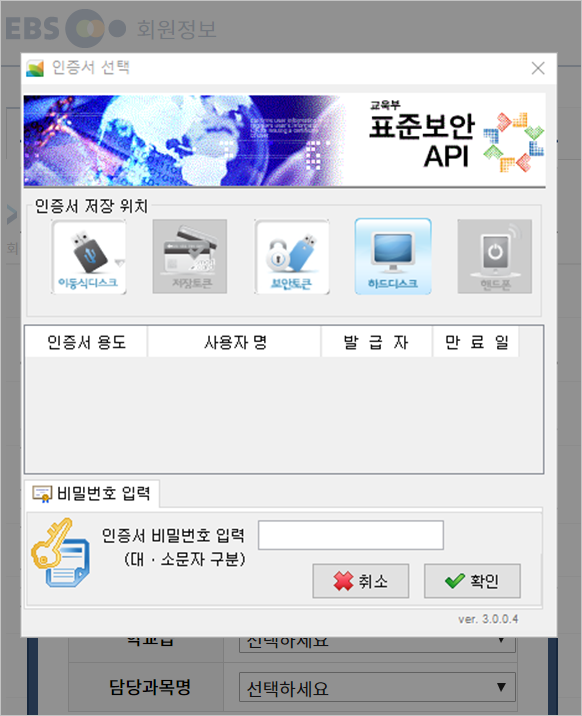 EBS 회원정보
인증서 선택
교육부
표준보안
API
인증서 저장 위치
이동식디스크 저장토큰 보안토큰 하드디스크 핸드폰
인증서 용도 사용자 명 발 급 자 만 료 일
비밀번호 입력
인증서 비밀번호 입력
(대 · 소문자 구분)
취소 확인
ver. 3.0.0.4
선택하세요
담당과목명 선택하세요